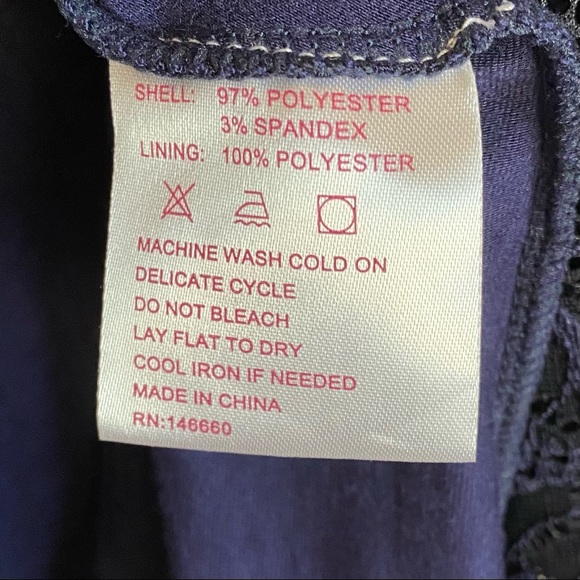 SHELL: 97% POLYESTER
3% SPANDEX
LINING: 100% POLYESTER
MACHINE WASH COLD ON
DELICATE CYCLE
DO NOT BLEACH
LAY FLAT TO DRY
COOL IRON IF NEEDED
MADE IN CHINA
RN:146660